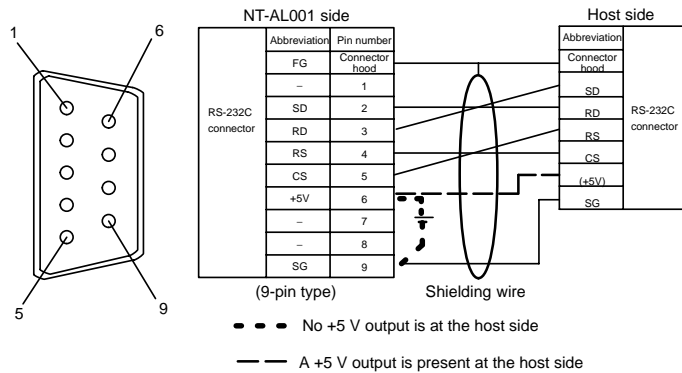 NT-AL001 side
Host side
1
6
5
9
RS-232C connector
Abbreviation Pin number
FG Connector hood
– 1
SD 2
RD 3
RS 4
CS 5
+5V 6
– 7
– 8
SG 9
(9-pin type)
Shielding wire
Abbreviation
Connector hood
SD
RD
RS
CS
(+5V)
SG
RS-232C connector
No +5 V output is at the host side
A +5 V output is present at the host side